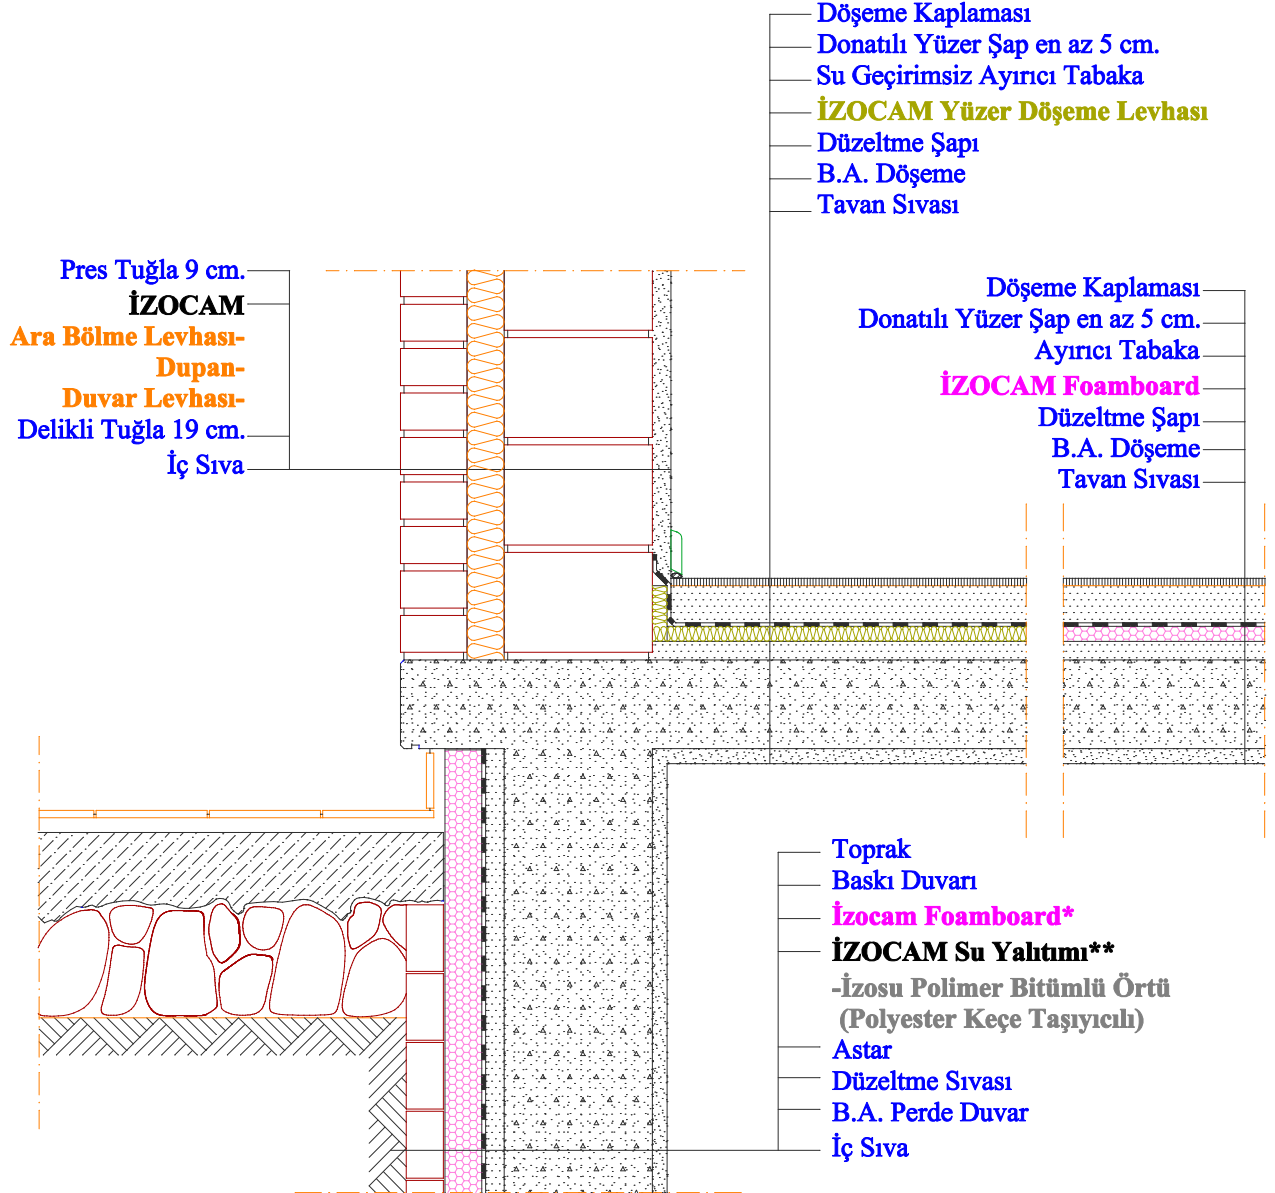 Döşeme Kaplaması
Donatılı Yüzer Şap en az 5 cm.
Su Geçirimsiz Ayırıcı Tabaka
İZOCAM Yüzer Döşeme Levhası
Düzeltme Şapı
B.A. Döşeme
Tavan Sıvası
Pres Tuğla 9 cm.
İZOCAM
Ara Bölme Levhası-
Dupan-
Duvar Levhası-
Delikli Tuğla 19 cm.
İç Sıva
Döşeme Kaplaması
Donatılı Yüzer Şap en az 5 cm.
Ayırıcı Tabaka
İZOCAM Foamboard
Düzeltme Şapı
B.A. Döşeme
Tavan Sıvası
Toprak
Baskı Duvarı
İzocam Foamboard*
İZOCAM Su Yalıtımı**
-İzosu Polimer Bitümlü Örtü
(Polyester Keçe Taşıyıcılı)
Astar
Düzeltme Sıvası
B.A. Perde Duvar
İç Sıva